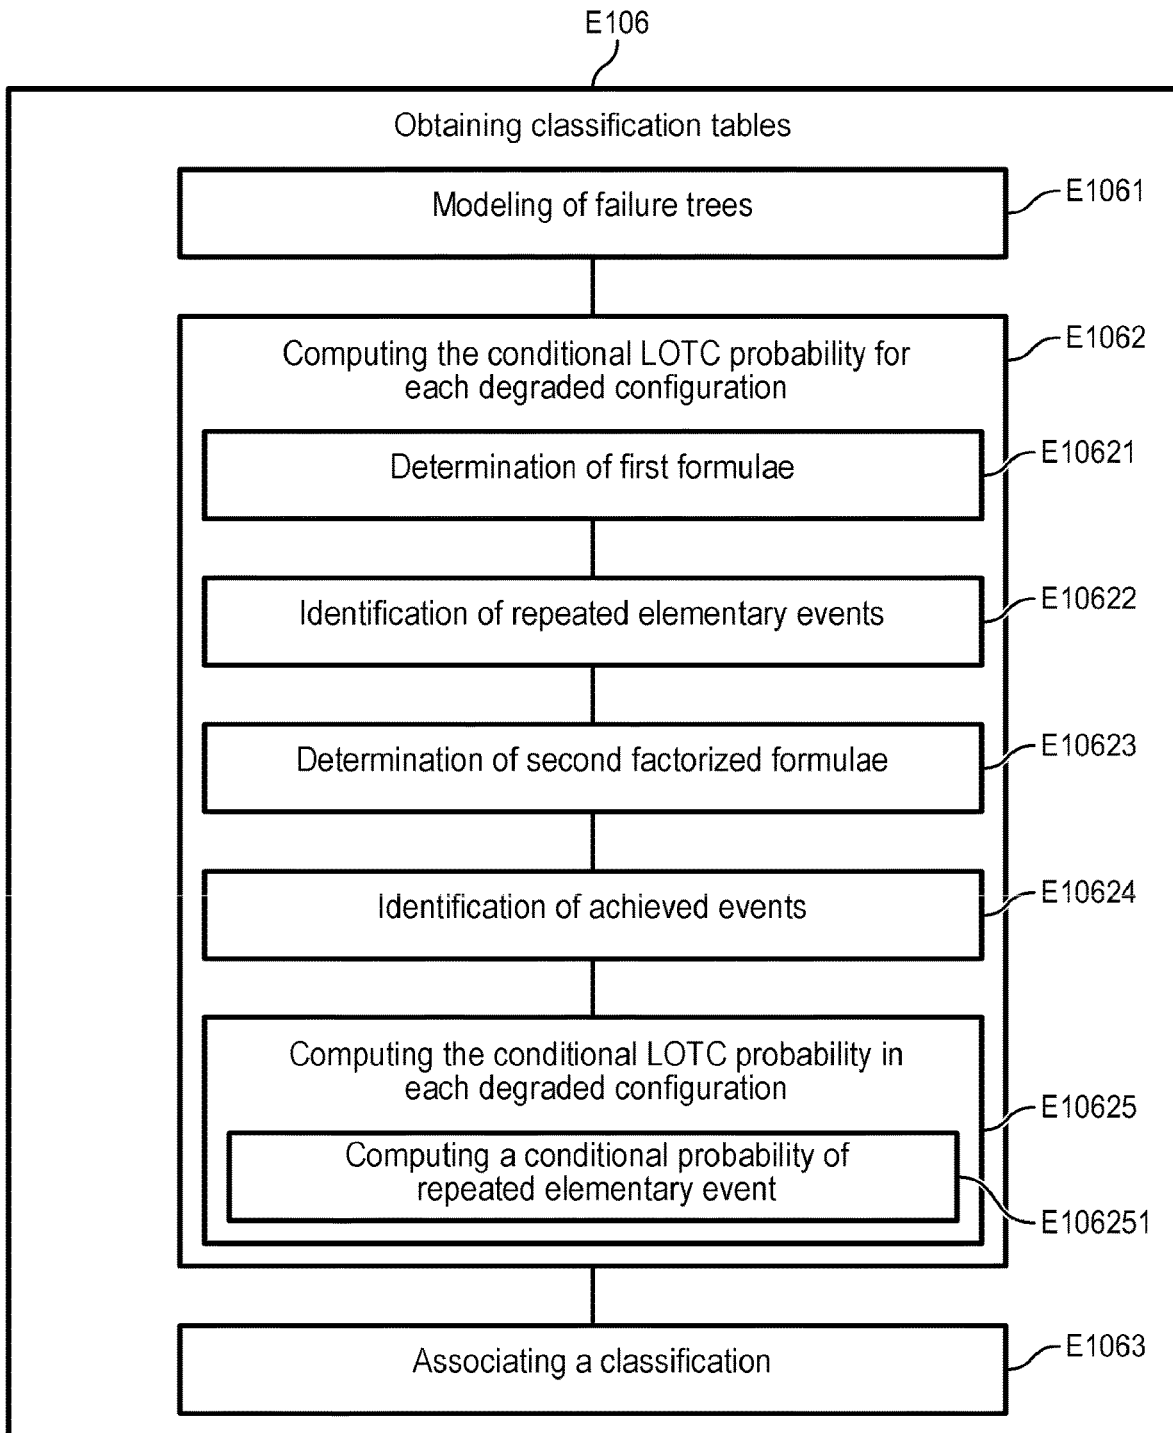 E106
Obtaining classification tables
Modeling of failure trees
E1061
Computing the conditional LOTC probability for
each degraded configuration
E1062
Determination of first formulae
E10621
Identification of repeated elementary events
E10622
Determination of second factorized formulae
E10623
Identification of achieved events
E10624
Computing the conditional LOTC probability in
each degraded configuration
E10625
Computing a conditional probability of
repeated elementary event
E106251
Associating a classification
E1063